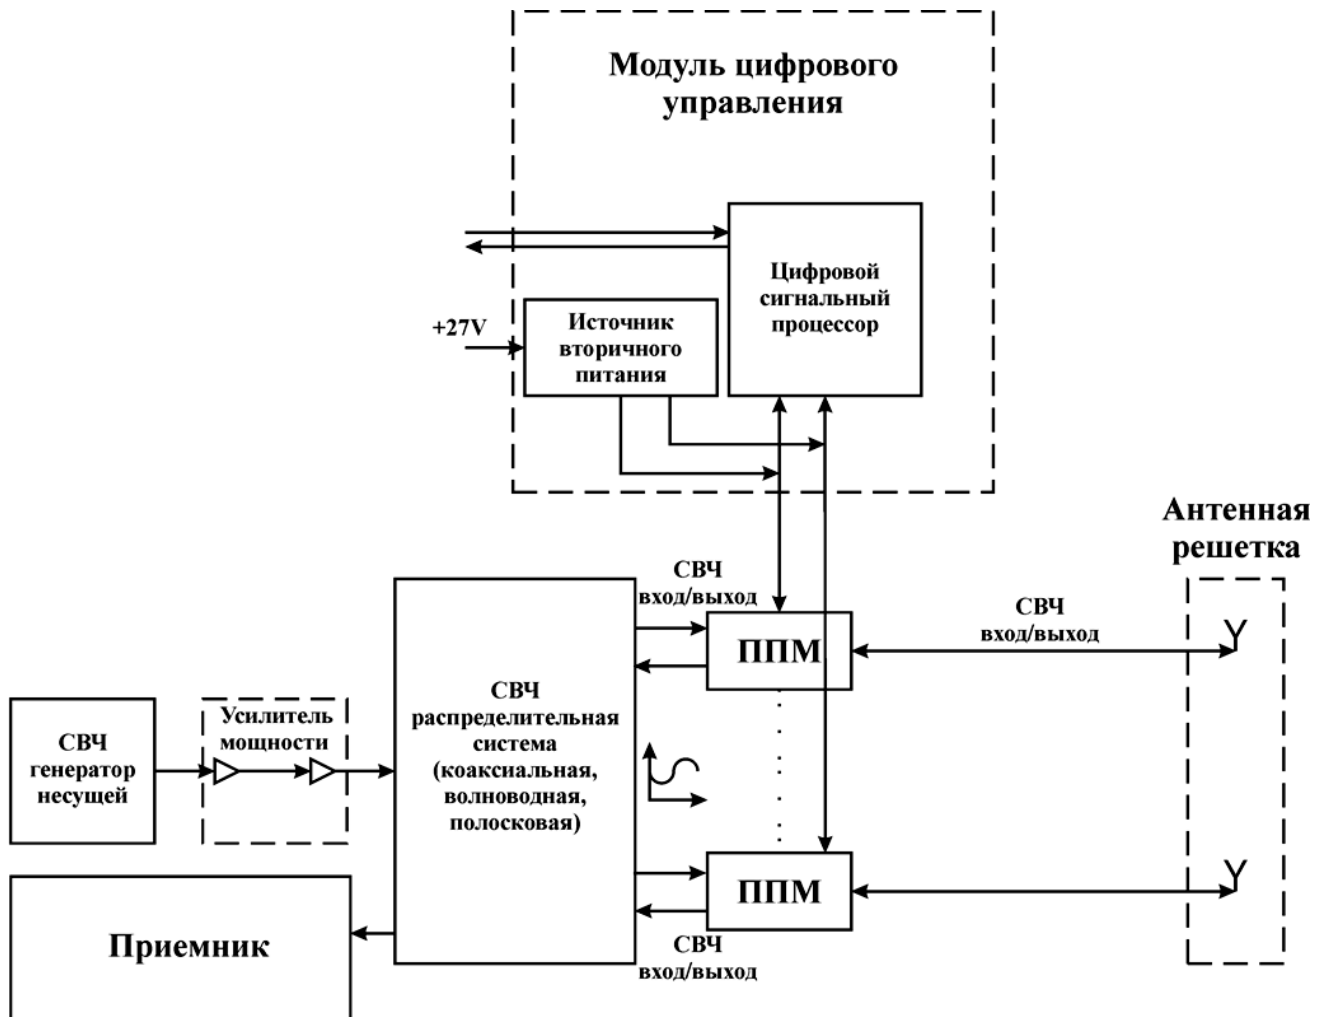 Модуль цифрового
управления
Цифровой
сигнальный
процессор
+27V
Источник
вторичного
питания
Антенная
решетка
СВЧ
вход/выход
СВЧ
вход/выход
ППМ
СВЧ
распределительная
система
(коаксиальная,
волноводная,
полосковая)
Усилитель
мощности
СВЧ
генератор
несущей
ППМ
Приемник
СВЧ
вход/выход